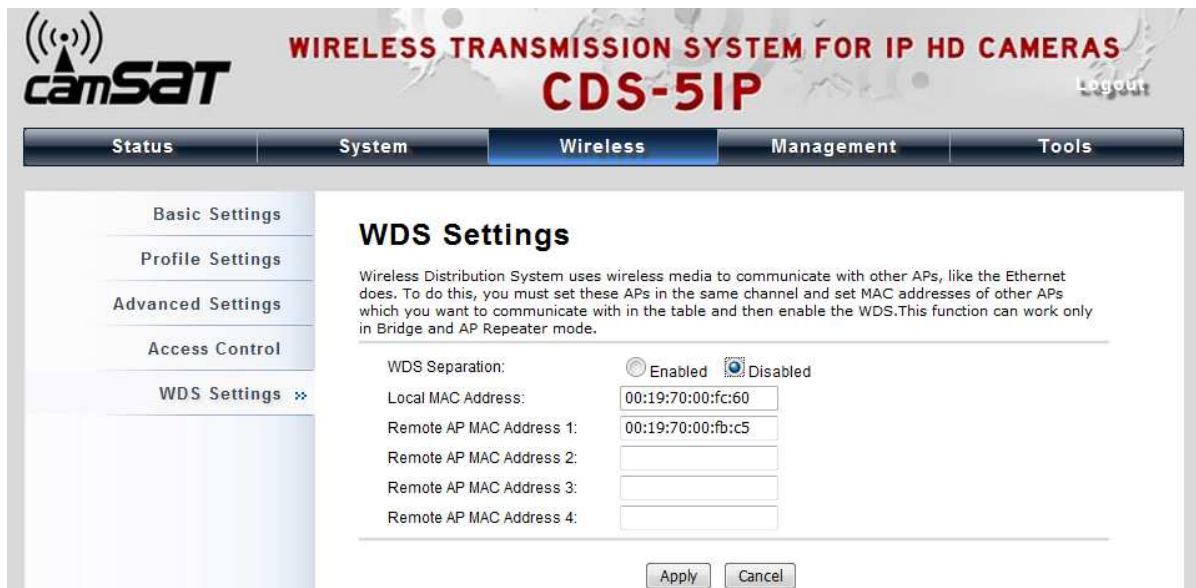 camSAT
WIRELESS TRANSMISSION SYSTEM FOR IP HD CAMERAS
CDS-5IP
Logout
Status System Wireless Management Tools
Basic Settings
Profile Settings
Advanced Settings
Access Control
WDS Settings »
WDS Settings
Wireless Distribution System uses wireless media to communicate with other APs, like the Ethernet
does. To do this, you must set these APs in the same channel and set MAC addresses of other APs
which you want to communicate with in the table and then enable the WDS.This function can work only
in Bridge and AP Repeater mode.
WDS Separation: Enabled Disabled
Local MAC Address: 00:19:70:00:fc:60
Remote AP MAC Address 1: 00:19:70:00:fb:c5
Remote AP MAC Address 2:
Remote AP MAC Address 3:
Remote AP MAC Address 4:
Apply Cancel